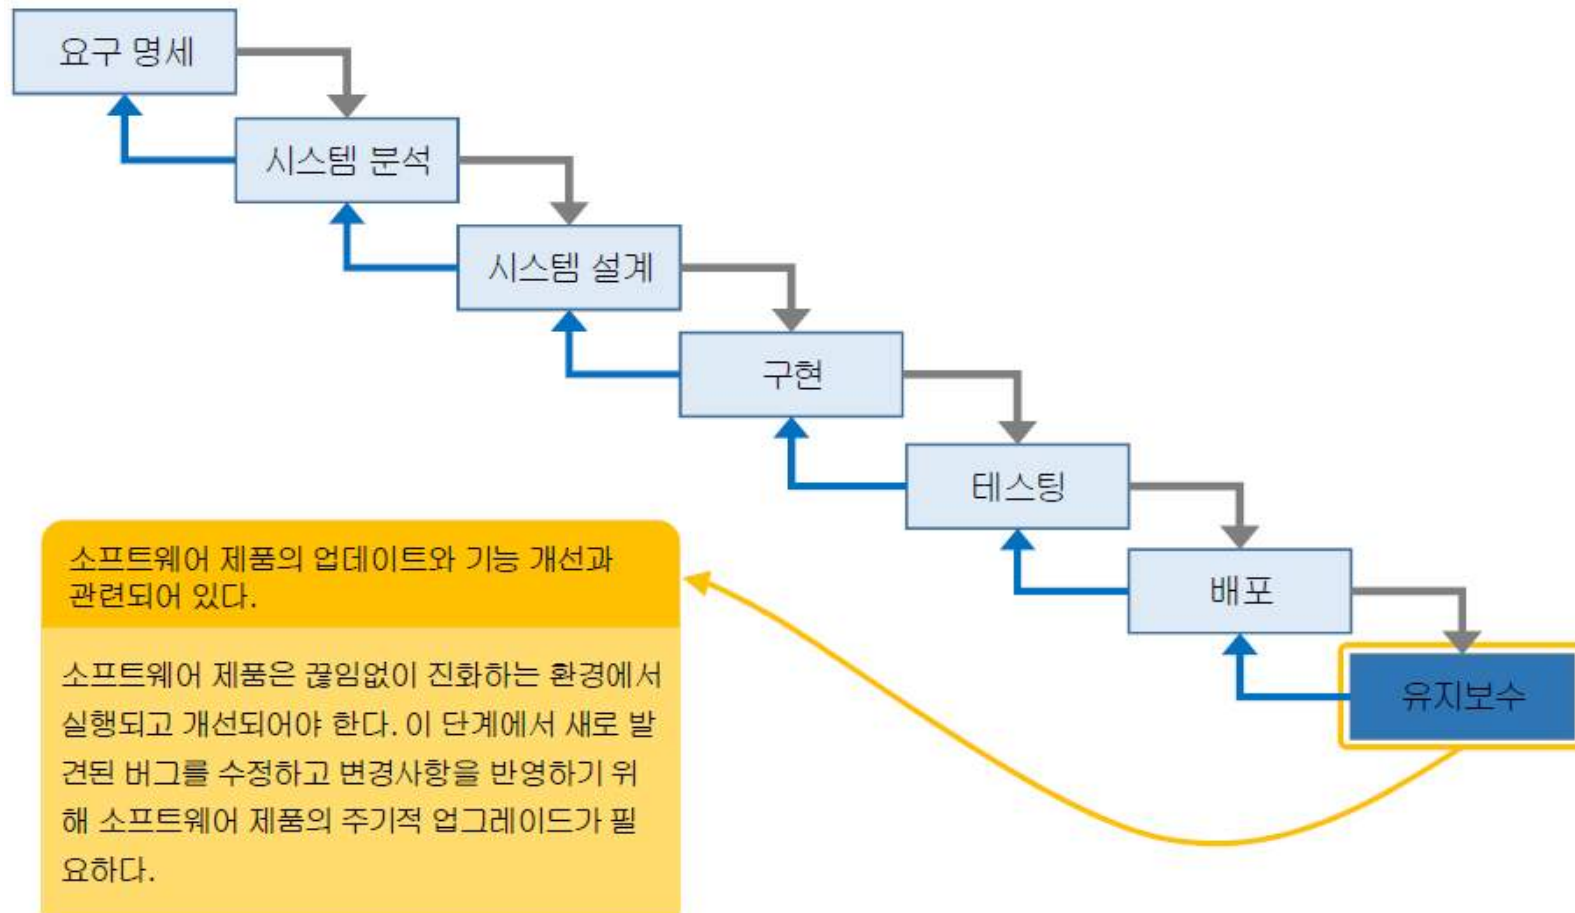 요구 명세
시스템 분석
시스템 설계
구현
테스팅
배포
유지보수
소프트웨어 제품의 업데이트와 기능 개선과
관련되어 있다.
소프트웨어 제품은 끊임없이 진화하는 환경에서
실행되고 개선되어야 한다. 이 단계에서 새로 발
견된 버그를 수정하고 변경사항을 반영하기 위
해 소프트웨어 제품의 주기적 업그레이드가 필
요하다.